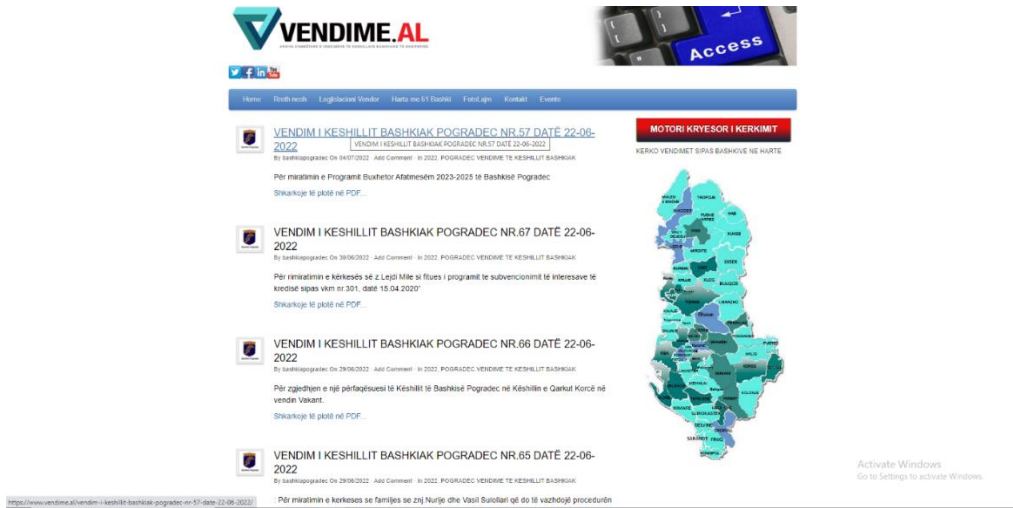 VENDIME.AL
Access
Home Rreth nesh Legjislacioni Vendor Harta me 61 Bashki FotoLajm Kontakt Events
VENDIM I KESHILLIT BASHKIAK POGRADEC NR.57 DATË 22-06-
2022
VENDIM I KESHILLIT BASHKIAK POGRADEC NR.57 DATË 22-06-2022
By bashkiapogradec On 04/07/2022 · Add Comment · In 2022, POGRADEC VENDIME TE KESHILLIT BASHKIAK
Për miratimin e Programit Buxhetor Afatmesëm 2023-2025 të Bashkisë Pogradec
Shkarkoje të plotë në PDF...
VENDIM I KESHILLIT BASHKIAK POGRADEC NR.67 DATË 22-06-
2022
By bashkiapogradec On 30/06/2022 · Add Comment · In 2022, POGRADEC VENDIME TE KESHILLIT BASHKIAK
Për rimiratimin e kërkesës së z.Lejdi Mile si fitues i programit te subvencionimit të interesave të
kredisë sipas vkm nr.301, datë 15.04.2020"
Shkarkoje të plotë në PDF...
VENDIM I KESHILLIT BASHKIAK POGRADEC NR.66 DATË 22-06-
2022
By bashkiapogradec On 29/06/2022 · Add Comment · In 2022, POGRADEC VENDIME TE KESHILLIT BASHKIAK
Për zgjedhjen e një përfaqësuesi të Këshillit të Bashkisë Pogradec në Këshillin e Qarkut Korcë në
vendin Vakant.
Shkarkoje të plotë në PDF...
VENDIM I KESHILLIT BASHKIAK POGRADEC NR.65 DATË 22-06-
2022
By bashkiapogradec On 29/06/2022 · Add Comment · In 2022, POGRADEC VENDIME TE KESHILLIT BASHKIAK
: Për miratimin e kerkeses se familjes se znj.Nurije dhe Vasil Sulollari që do të vazhdojë procedurën
MOTORI KRYESOR I KERKIMIT
KERKO VENDIMET SIPAS BASHKIVE NE HARTE
TROPOJE
HAS
KUKES
MIRDITE
DIBER
BULQIZE
LIBRAZHD
KOLONJE
SARANDE
Activate Windows
Go to Settings to activate Windows.
https://www.vendime.al/vendim-i-keshillit-bashkiak-pogradec-nr-57-date-22-06-2022/